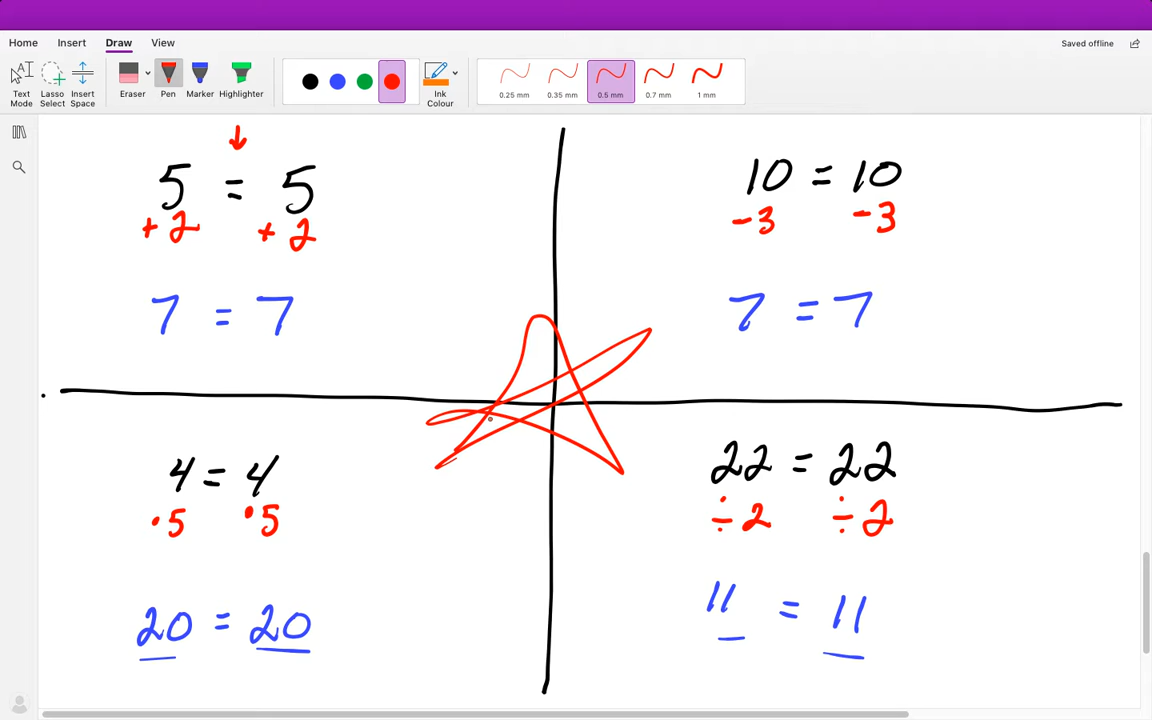 Home Insert Draw View
Saved offline
Text Mode
Lasso Select
Insert Space
Eraser
Pen
Marker
Highlighter
Ink Colour
0.25 mm
0.35 mm
0.5 mm
0.7 mm
1 mm
5 = 5
+2 +2
7 = 7
10 = 10
-3 -3
7 = 7
4 = 4
·5 ·5
20 = 20
22 = 22
÷2 ÷2
11 = 11